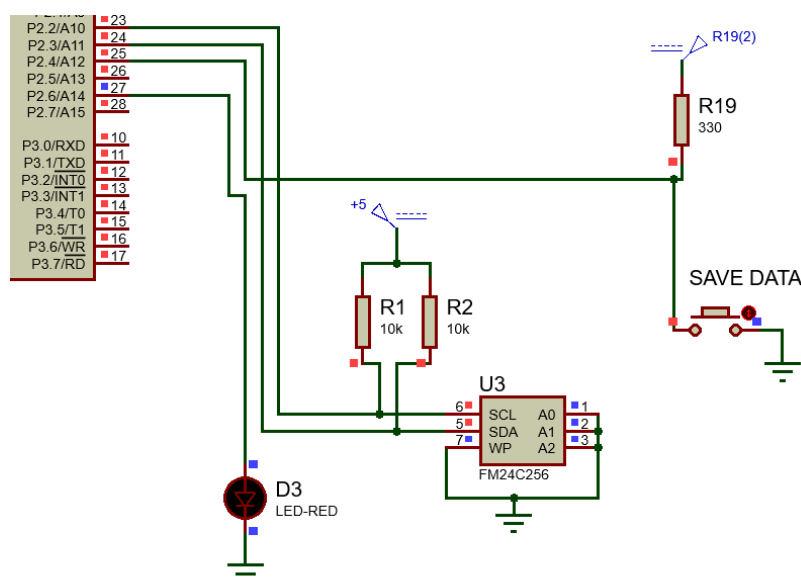 23
P2.2/A10
24
P2.3/A11
25
P2.4/A12
26
P2.5/A13
27
P2.6/A14
28
P2.7/A15
10
P3.0/RXD
11
P3.1/TXD
12
P3.2/INT0
13
P3.3/INT1
14
P3.4/T0
15
P3.5/T1
16
P3.6/WR
17
P3.7/RD
R19(2)
R19
330
+5
R1
10k
R2
10k
SAVE DATA
U3
6 SCL A0 1
5 SDA A1 2
7 WP A2 3
FM24C256
D3
LED-RED